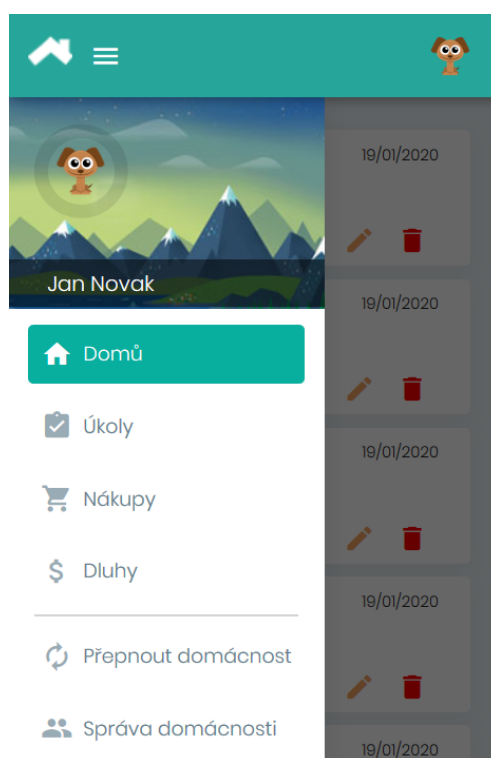 19/01/2020
Jan Novak
19/01/2020
Domů
Úkoly
19/01/2020
Nákupy
Dluhy
19/01/2020
Přepnout domácnost
Správa domácnosti
19/01/2020